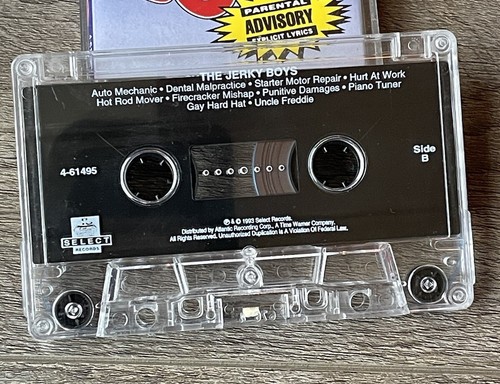 PARENTAL
ADVISORY
EXPLICIT LYRICS
THE JERKY BOYS
Auto Mechanic • Dental Malpractice • Starter Motor Repair • Hurt At Work
Hot Rod Mover • Firecracker Mishap • Punitive Damages • Piano Tuner
Gay Hard Hat • Uncle Freddie
4-61495
Side
B
SELECT
RECORDS
℗ & © 1993 Select Records.
Distributed by Atlantic Recording Corp., A Time Warner Company.
All Rights Reserved. Unauthorized Duplication Is A Violation Of Federal Law.